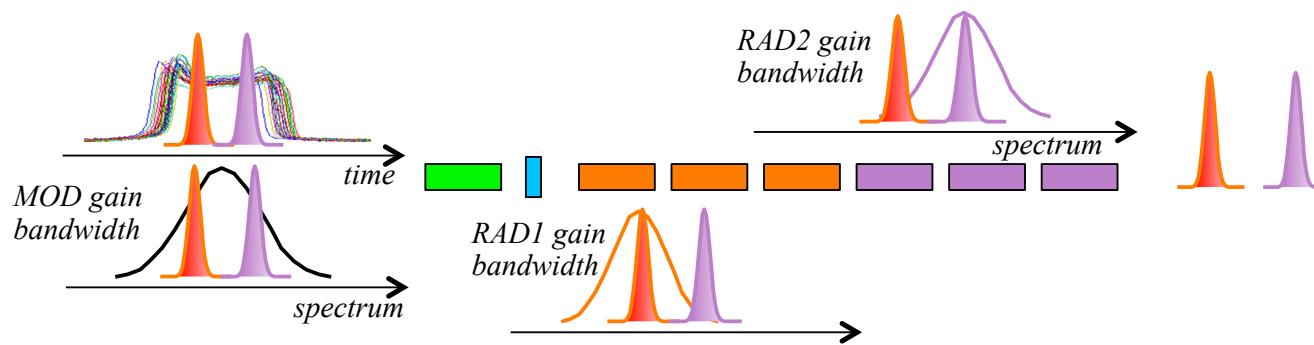 RAD2 gain
bandwidth
spectrum
time
MOD gain
bandwidth
spectrum
RAD1 gain
bandwidth